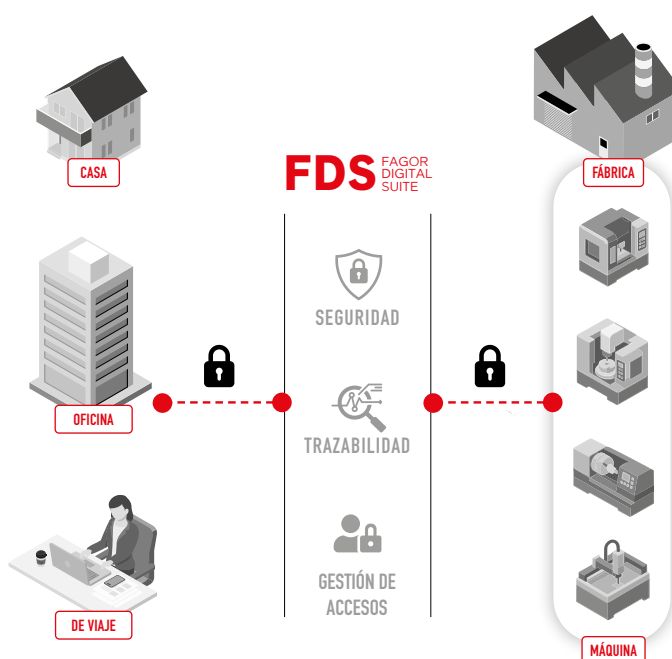 CASA
FDS FAGOR
DIGITAL
SUITE
FÁBRICA
SEGURIDAD
OFICINA
TRAZABILIDAD
GESTIÓN DE
ACCESOS
DE VIAJE
MÁQUINA